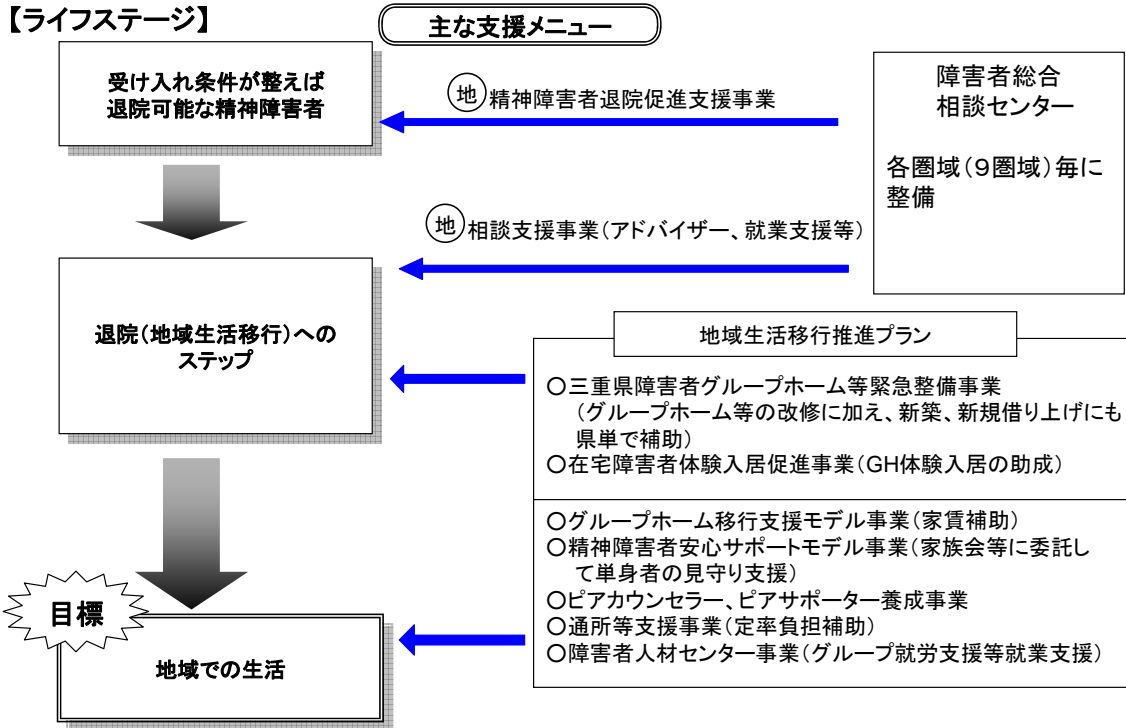 【ライフステージ】
主な支援メニュー
受け入れ条件が整えば
退院可能な精神障害者
地 精神障害者退院促進支援事業
障害者総合
相談センター
各圏域(9圏域)毎に
整備
地 相談支援事業(アドバイザー、就業支援等)
退院(地域生活移行)への
ステップ
地域生活移行推進プラン
○三重県障害者グループホーム等緊急整備事業
(グループホーム等の改修に加え、新築、新規借り上げにも
県単で補助)
○在宅障害者体験入居促進事業(GH体験入居の助成)
○グループホーム移行支援モデル事業(家賃補助)
○精神障害者安心サポートモデル事業(家族会等に委託し
て単身者の見守り支援)
○ピアカウンセラー、ピアサポーター養成事業
○通所等支援事業(定率負担補助)
○障害者人材センター事業(グループ就労支援等就業支援)
目標
地域での生活